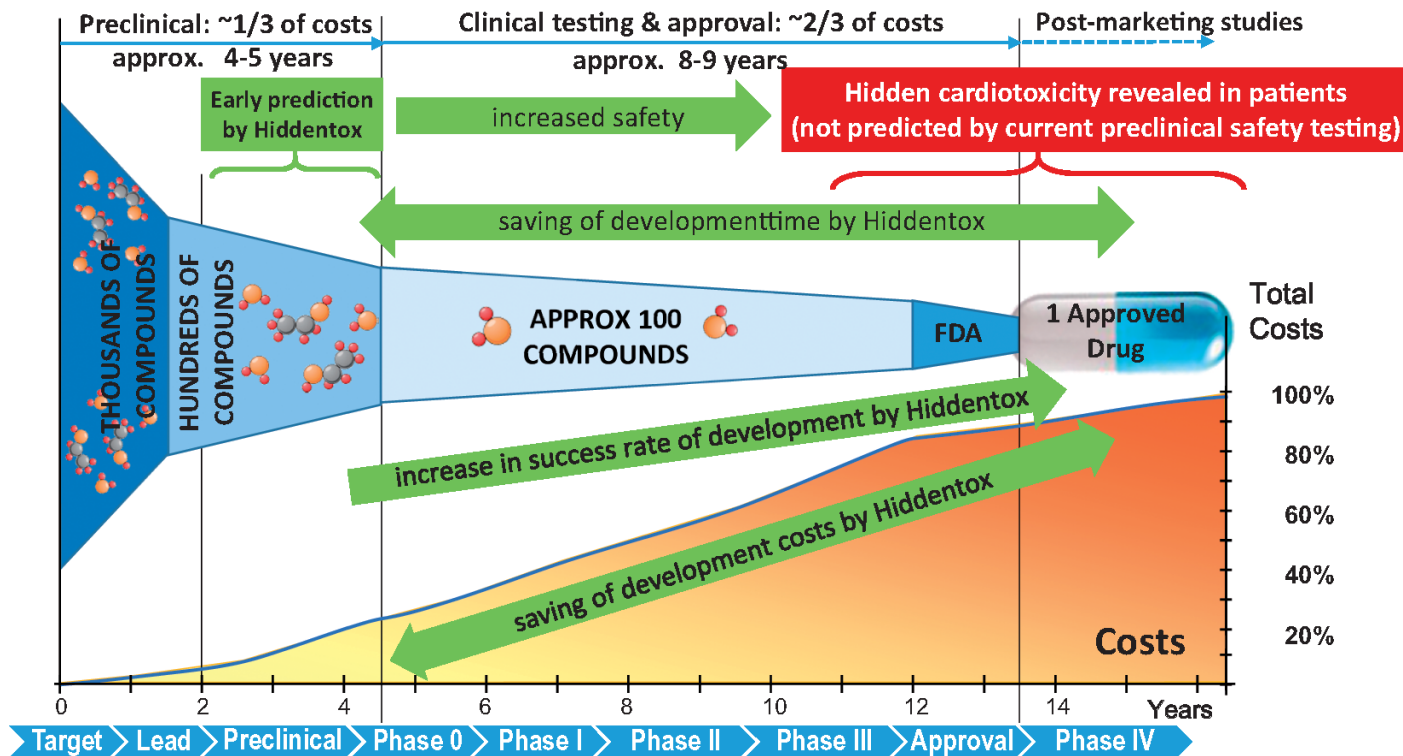 Preclinical: ~1/3 of costs
approx. 4-5 years
Clinical testing & approval: ~2/3 of costs
approx. 8-9 years
Post-marketing studies
Early prediction
by Hiddentox
increased safety
Hidden cardiotoxicity revealed in patients
(not predicted by current preclinical safety testing)
saving of developmenttime by Hiddentox
THOUSANDS OF
COMPOUNDS
HUNDREDS OF
COMPOUNDS
APPROX 100
COMPOUNDS
FDA
1 Approved
Drug
Total
Costs
increase in success rate of development by Hiddentox
saving of development costs by Hiddentox
100%
80%
60%
40%
20%
Costs
0 2 4 6 8 10 12 14 Years
Target Lead Preclinical Phase 0 Phase I Phase II Phase III Approval Phase IV